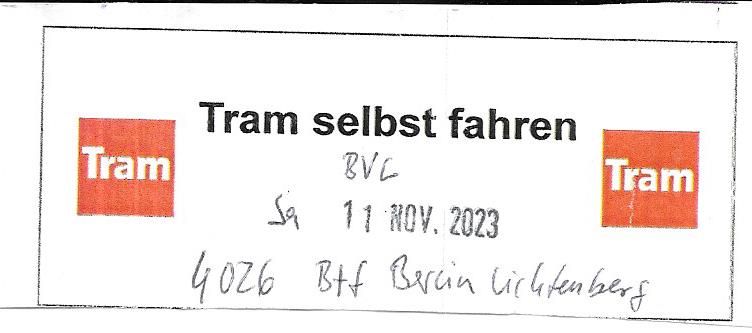 Tram selbst fahren
Tram
Tram
BVG
Sa 11 NOV. 2023
4026 Btf Berlin Lichtenberg